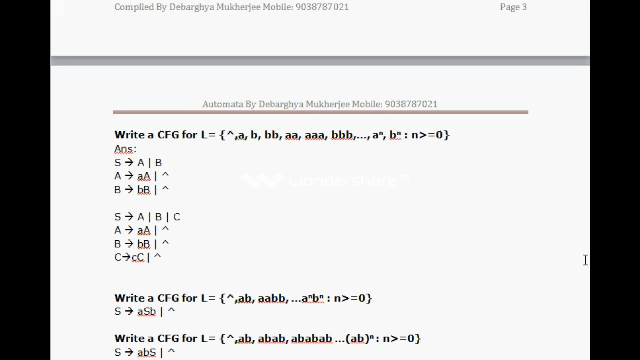 Compiled By Debarghya Mukherjee Mobile: 9038787021 Page 3
Automata By Debarghya Mukherjee Mobile: 9038787021
Write a CFG for L= {^,a, b, bb, aa, aaa, bbb,..., aⁿ, bⁿ : n>=0}
Ans:
S → A | B
A → aA | ^
B → bB | ^
wondershare
S → A | B | C
A → aA | ^
B → bB | ^
C→cC | ^
Write a CFG for L= {^,ab, aabb, ...aⁿbⁿ : n>=0}
S → aSb | ^
Write a CFG for L= {^,ab, abab, ababab ...(ab)ⁿ : n>=0}
S → abS | ^